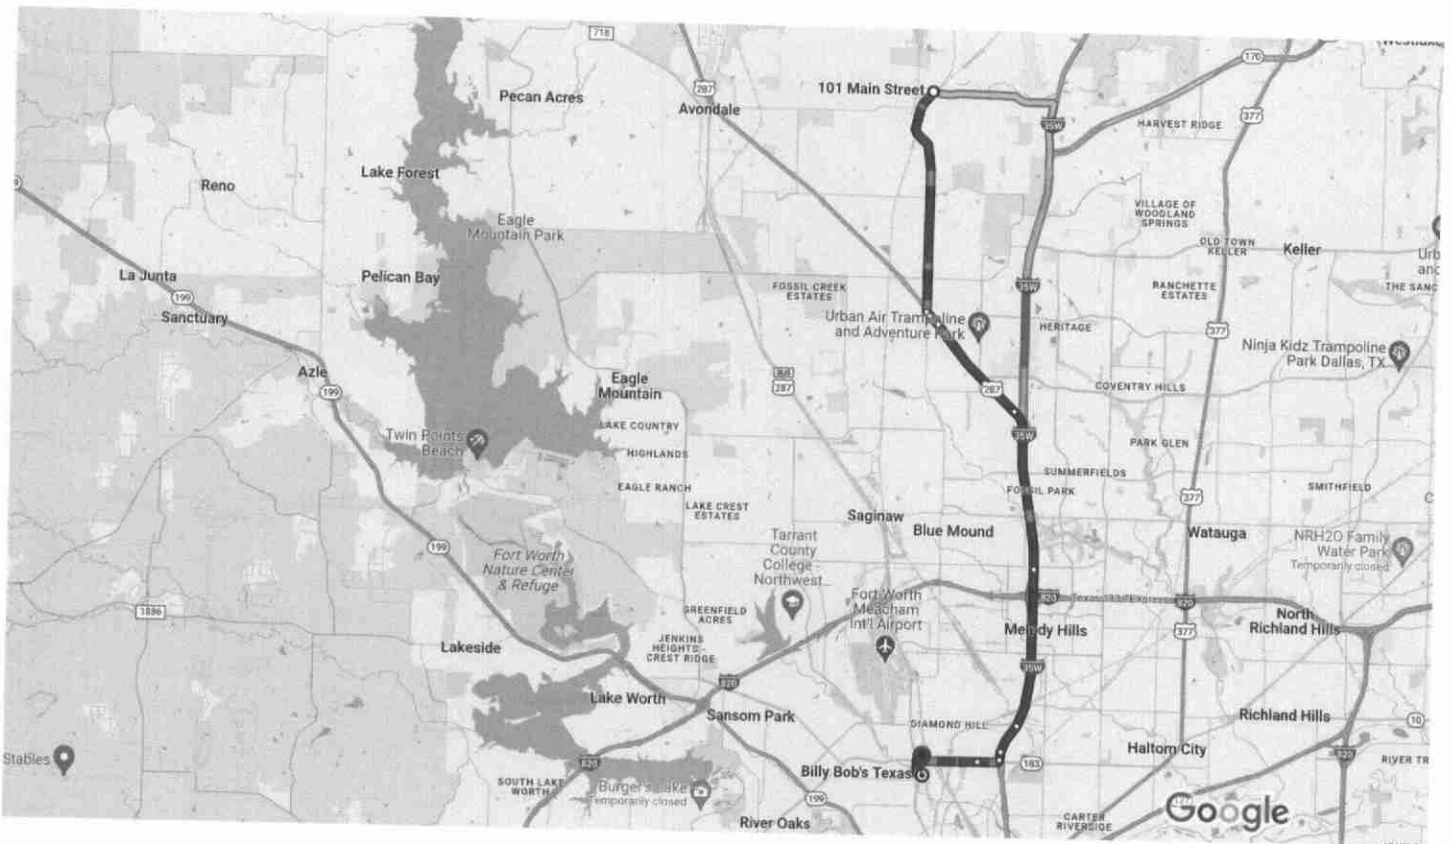 Westlake
718
170
287
101 Main Street
Pecan Acres
Avondale
377
35W
HARVEST RIDGE
Lake Forest
Reno
VILLAGE OF
WOODLAND
SPRINGS
Eagle
Mountain Park
OLD TOWN
KELLER
Keller
La Junta
Pelican Bay
Urb
and
199
35W
FOSSIL CREEK
ESTATES
RANCHETTE
ESTATES
THE SANC
Sanctuary
Urban Air Trampoline
and Adventure Park
HERITAGE
377
Ninja Kidz Trampoline
Park Dallas, TX
Azle
199
Eagle
Mountain
287
287
COVENTRY HILLS
LAKE COUNTRY
Twin Points
Beach
35W
PARK GLEN
HIGHLANDS
SUMMERFIELDS
EAGLE RANCH
FOSSIL PARK
SMITHFIELD
377
LAKE CREST
ESTATES
Saginaw
Blue Mound
Watauga
Tarrant
County
College -
Northwest...
NRH2O Family
Water Park
Temporarily closed
199
Fort Worth
Nature Center
& Refuge
Fort Worth
Meacham
Int'l Airport
820
820
1886
GREENFIELD
ACRES
North
Richland Hills
Melody Hills
377
Lakeside
JENKINS
HEIGHTS -
CREST RIDGE
35W
820
Lake Worth
Sansom Park
DIAMOND HILL
Richland Hills
10
Haltom City
Stables
820
Billy Bob's Texas
183
820
RIVER TR
SOUTH LAKE
WORTH
Burger's Lake
Temporarily closed
199
River Oaks
CARTER
RIVERSIDE
Google